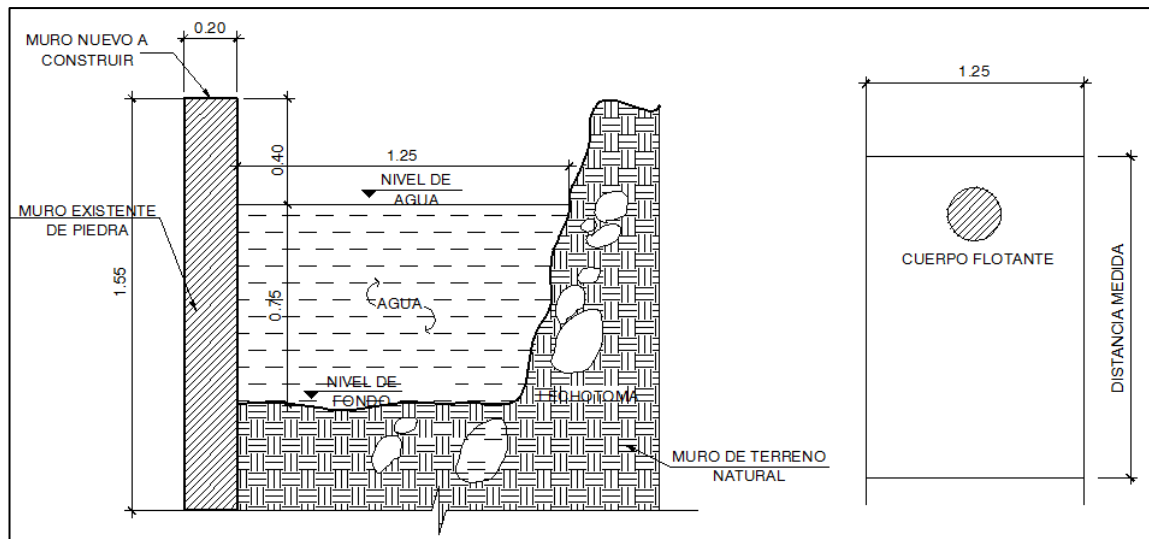 0.20
MURO NUEVO A
CONSTRUIR
1.25
0.40
1.25
NIVEL DE
AGUA
MURO EXISTENTE
DE PIEDRA
CUERPO FLOTANTE
1.55
0.75
AGUA
DISTANCIA MEDIDA
NIVEL DE
FONDO
LECHOTOMA
MURO DE TERRENO
NATURAL